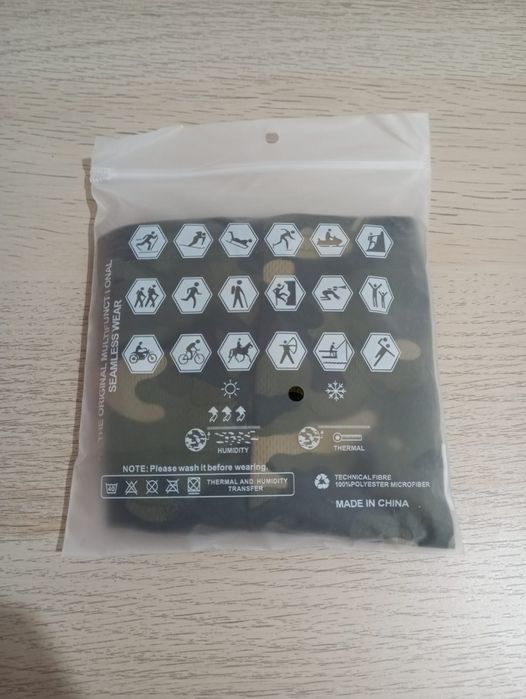 THE ORIGINAL MULTIFUNCTIONAL
SEAMLESS WEAR
HUMIDITY
THERMAL
NOTE: Please wash it before wearing.
THERMAL AND HUMIDITY
TRANSFER
TECHNICAL FIBRE
100%POLYESTER MICROFIBER
MADE IN CHINA